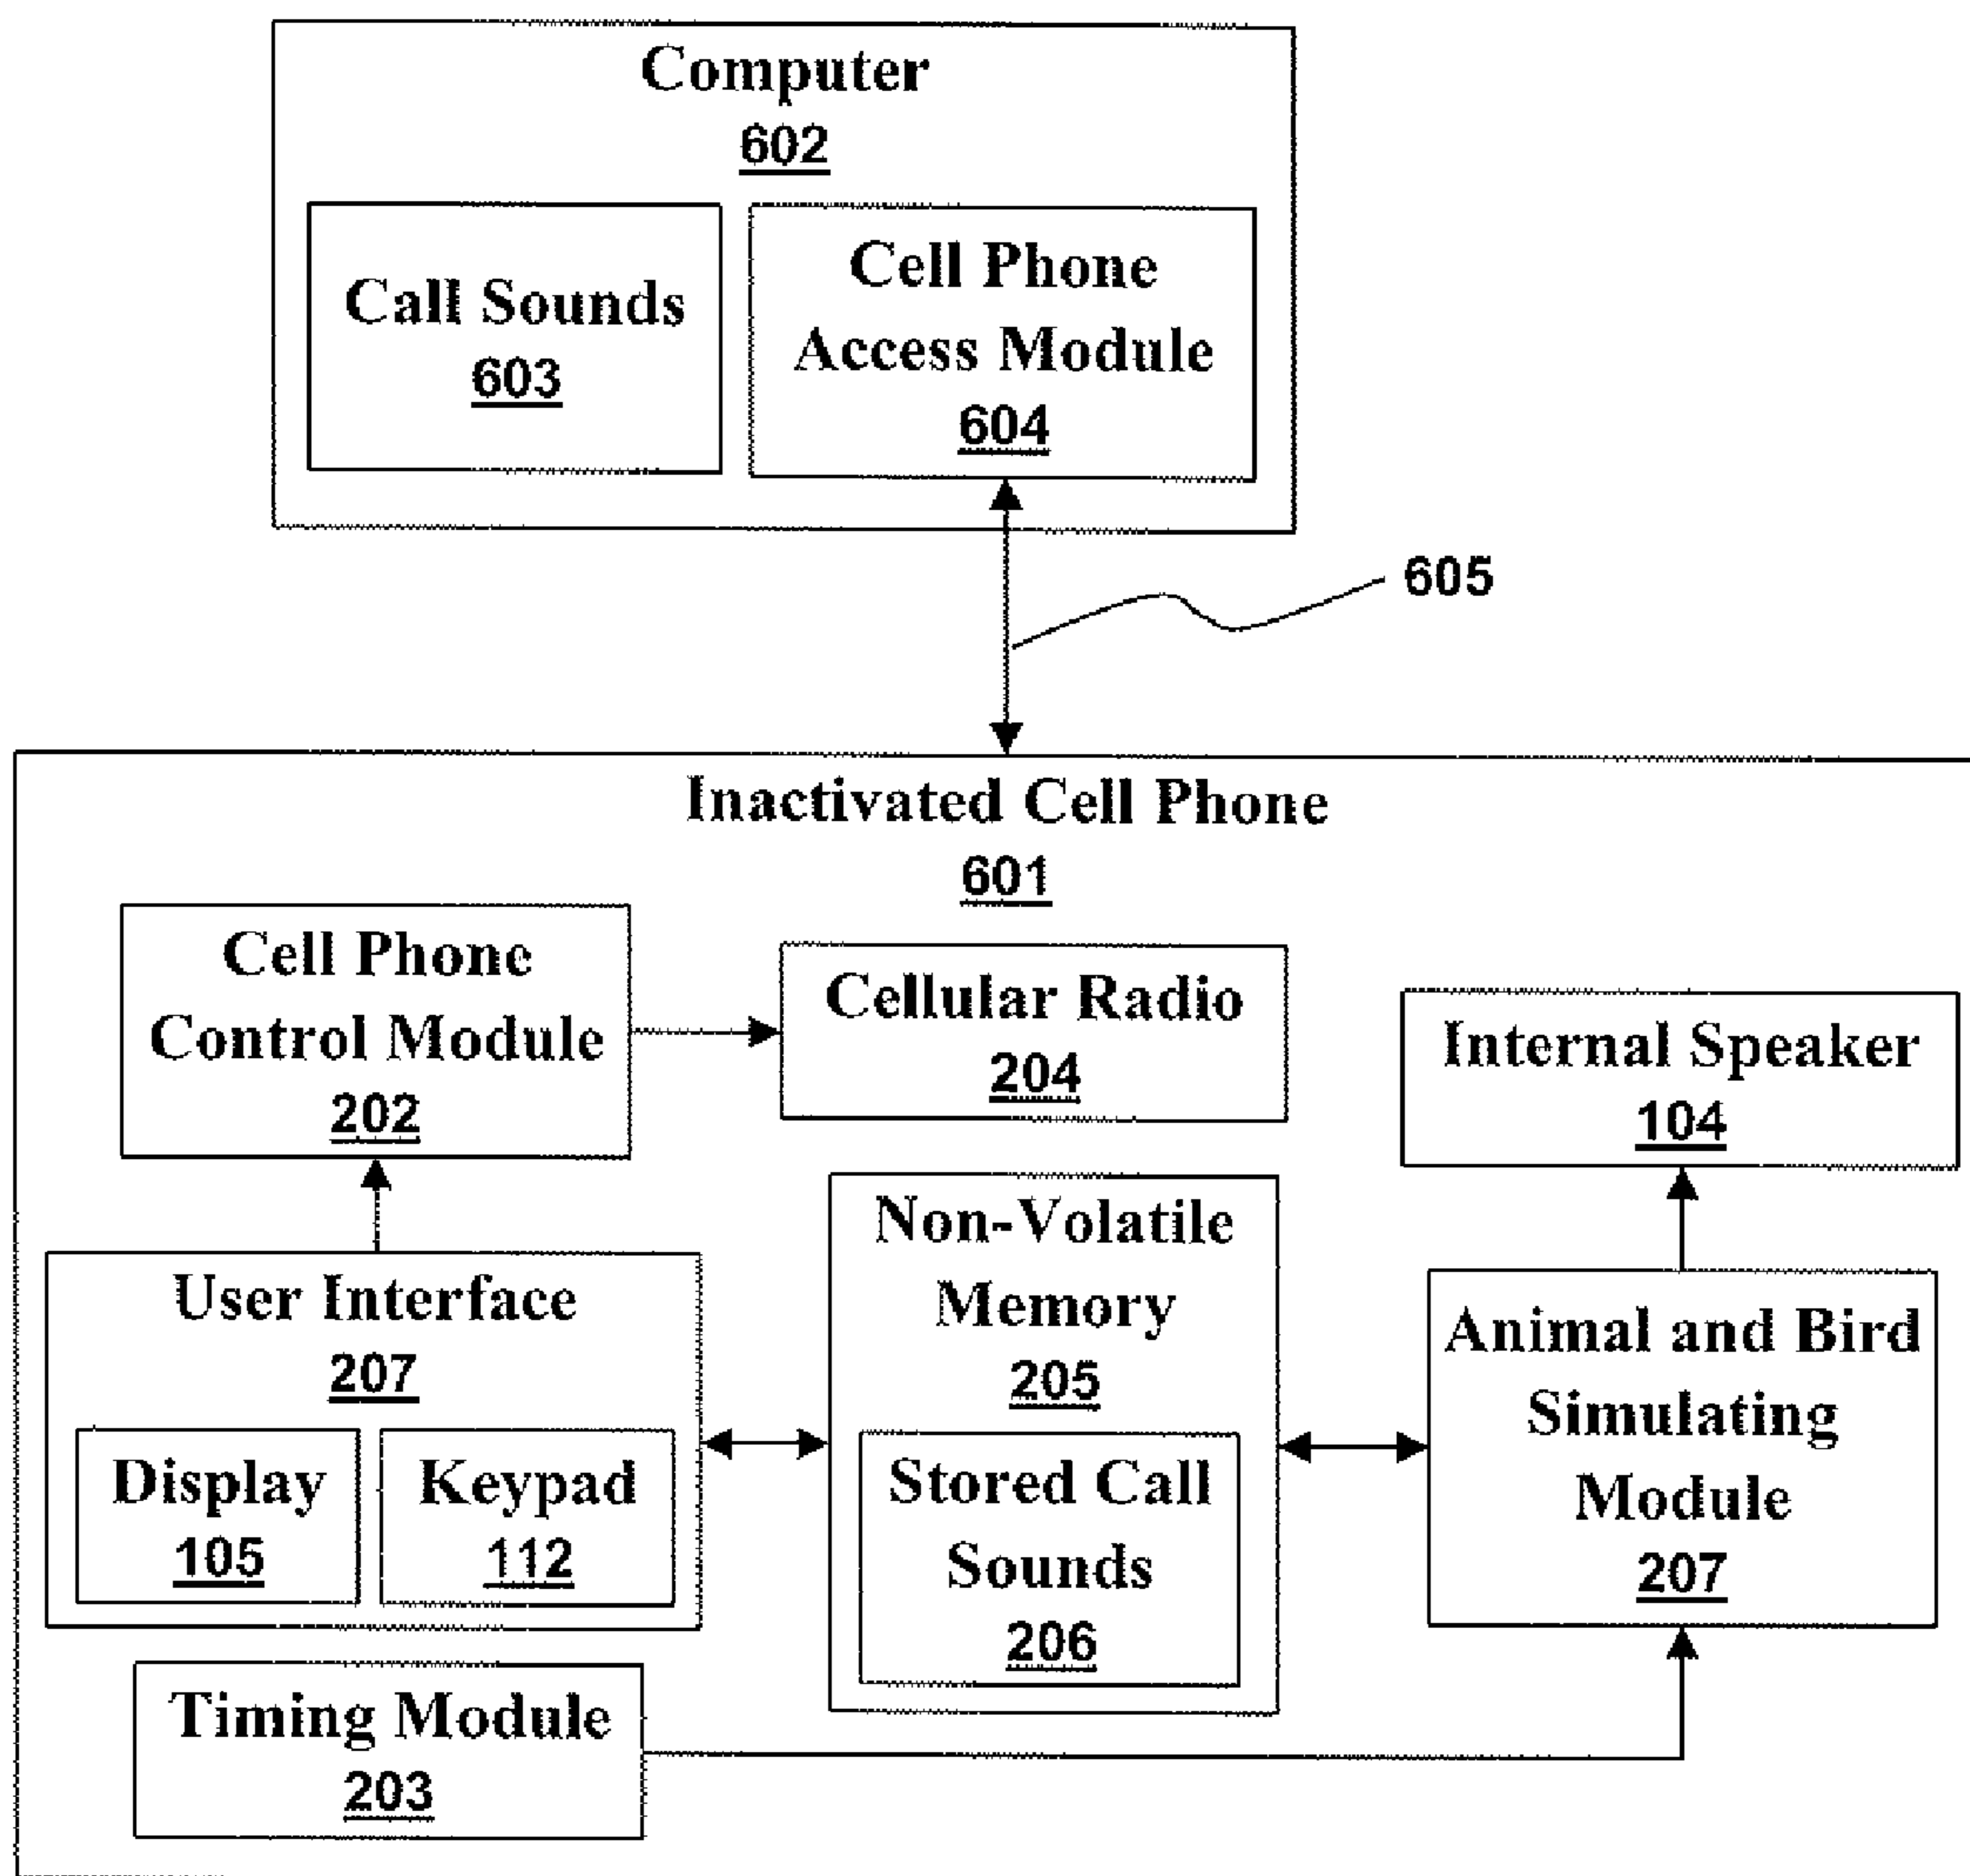 Computer
602
Call Sounds
603
Cell Phone
Access Module
604
605
Inactivated Cell Phone
601
Cell Phone
Control Module
202
Cellular Radio
204
Internal Speaker
104
User Interface
207
Display
105
Keypad
112
Non-Volatile
Memory
205
Stored Call
Sounds
206
Animal and Bird
Simulating
Module
207
Timing Module
203